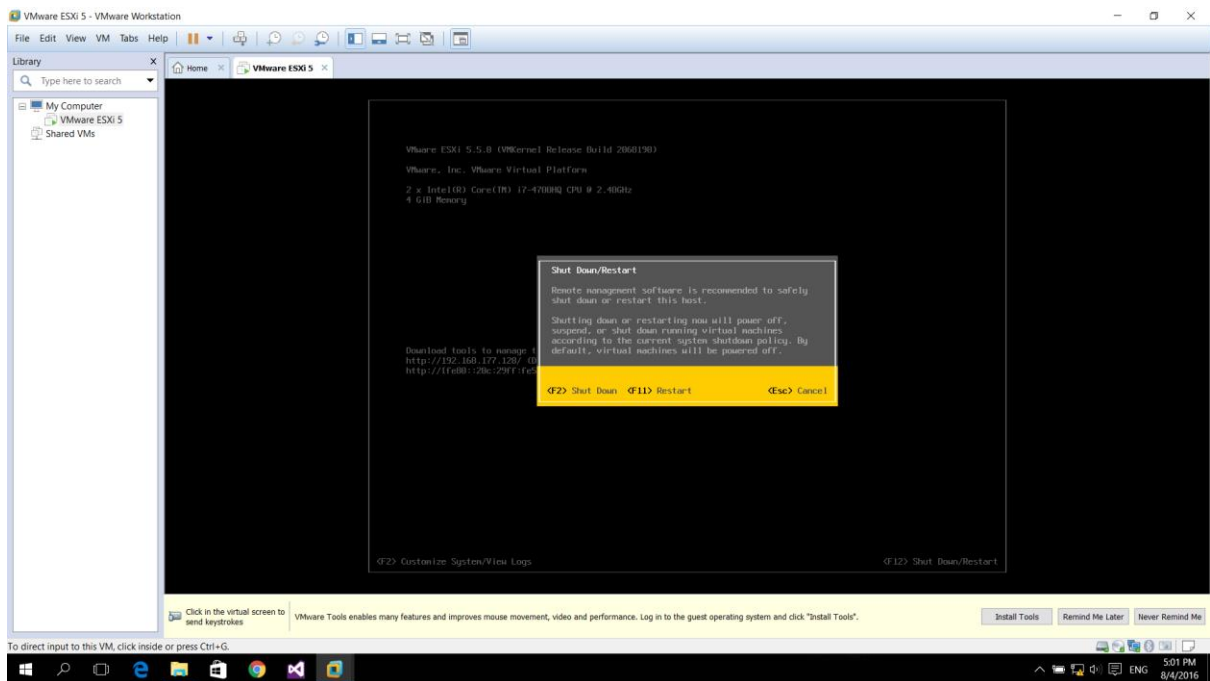 VMware ESXi 5 - VMware Workstation
File Edit View VM Tabs Help
Library
Home
VMware ESXi 5
Type here to search
My Computer
VMware ESXi 5
Shared VMs
VMware ESXi 5.5.0 (VMKernel Release Build 2068190)
VMware, Inc. VMware Virtual Platform
2 x Intel(R) Core(TM) i7-4700HQ CPU @ 2.40GHz
4 GiB Memory
Shut Down/Restart
Remote management software is recommended to safely
shut down or restart this host.
Shutting down or restarting now will power off,
suspend, or shut down running virtual machines
according to the current system shutdown policy. By
default, virtual machines will be powered off.
Download tools to manage t
http://192.168.177.128/
<F2> Shut Down <F11> Restart <Esc> Cancel
<F2> Customize System/View Logs
<F12> Shut Down/Restart
Click in the virtual screen to
send keystrokes
VMware Tools enables many features and improves mouse movement, video and performance. Log in to the guest operating system and click "Install Tools".
Install Tools
Remind Me Later
Never Remind Me
To direct input to this VM, click inside or press Ctrl+G.
ENG
5:01 PM
8/4/2016